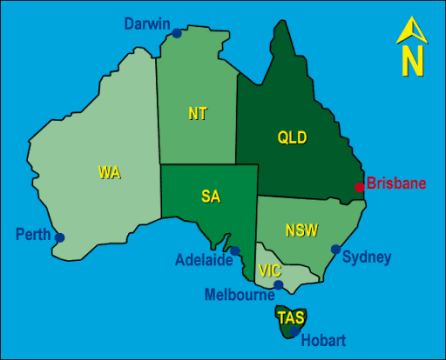 Darwin
N
NT
QLD
WA
Brisbane
SA
NSW
Perth
Adelaide
Sydney
VIC
Melbourne
TAS
Hobart